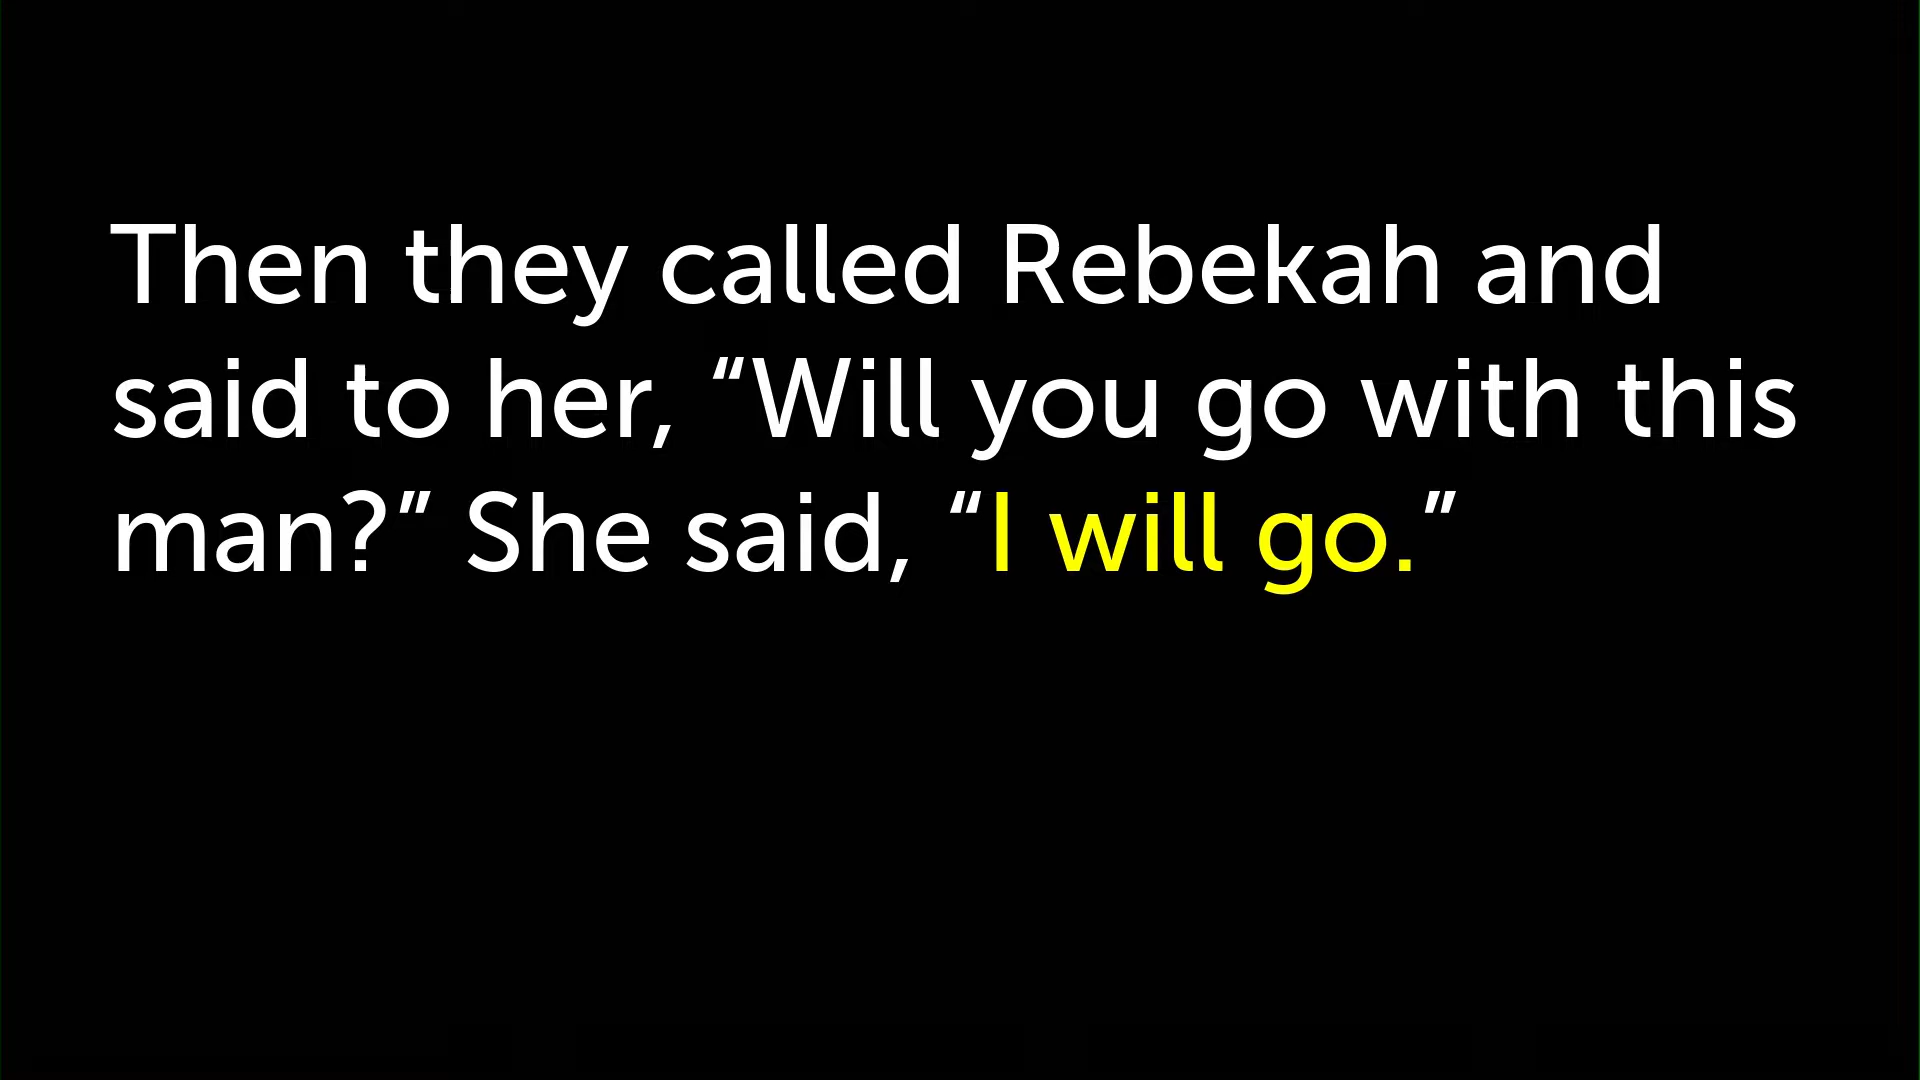 Then they called Rebekah and
said to her, “Will you go with this
man?” She said, “I will go.”